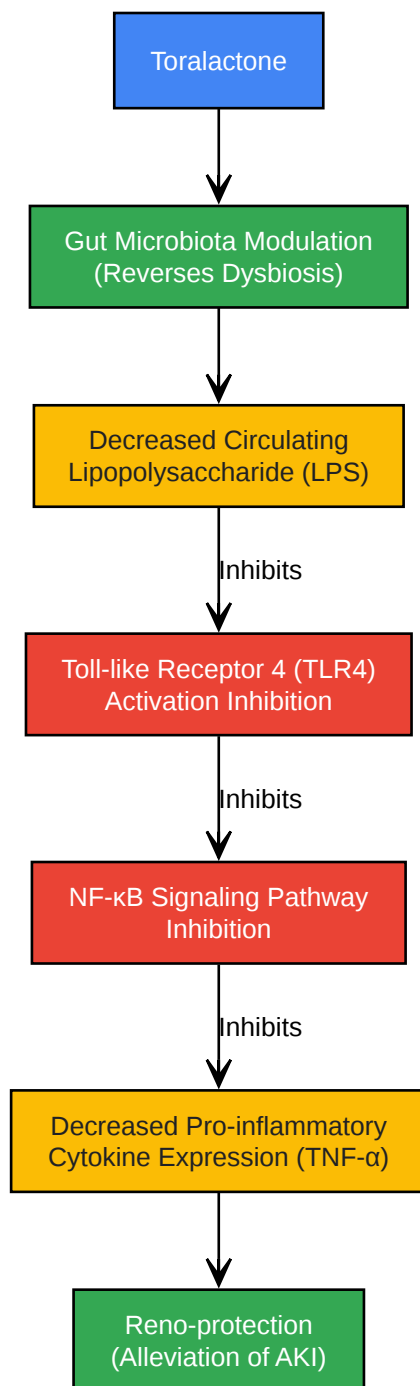 Toralactone
Gut Microbiota Modulation
(Reverses Dysbiosis)
Decreased Circulating
Lipopolysaccharide (LPS)
Inhibits
Toll-like Receptor 4 (TLR4)
Activation Inhibition
Inhibits
NF-κB Signaling Pathway
Inhibition
Inhibits
Decreased Pro-inflammatory
Cytokine Expression (TNF-α)
Reno-protection
(Alleviation of AKI)